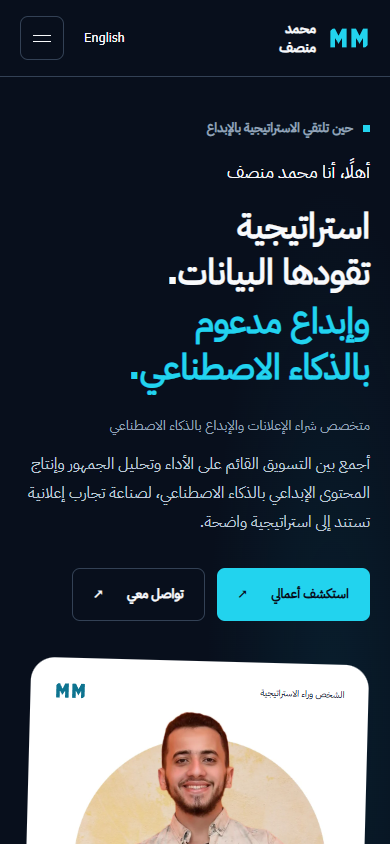 MM
محمد
منصف
English
حين تلتقي الاستراتيجية بالإبداع
أهلًا، أنا محمد منصف
استراتيجية
تقودها البيانات.
وإبداع مدعوم
بالذكاء الاصطناعي.
متخصص شراء الإعلانات والإبداع بالذكاء الاصطناعي
أجمع بين التسويق القائم على الأداء وتحليل الجمهور وإنتاج
المحتوى الإبداعي بالذكاء الاصطناعي، لصناعة تجارب إعلانية
تستند إلى استراتيجية واضحة.
استكشف أعمالي ↗
تواصل معي ↗
الشخص وراء الاستراتيجية
MM